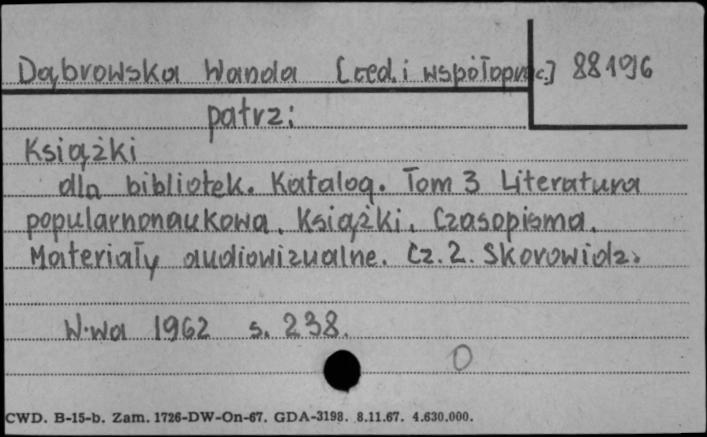 Dąbrowska Wanda [red. i współoprac.] 88196
patrz:
Książki
dla bibliotek. Katalog. Tom 3 Literatura
popularnonaukowa. Książki. Czasopisma.
Materiały audiowizualne. Cz. 2. Skorowidz.
W-wa 1962 s. 238.
0
CWD. B-15-b. Zam. 1726-DW-On-67. GDA-3198. 8.11.67. 4.630.000.